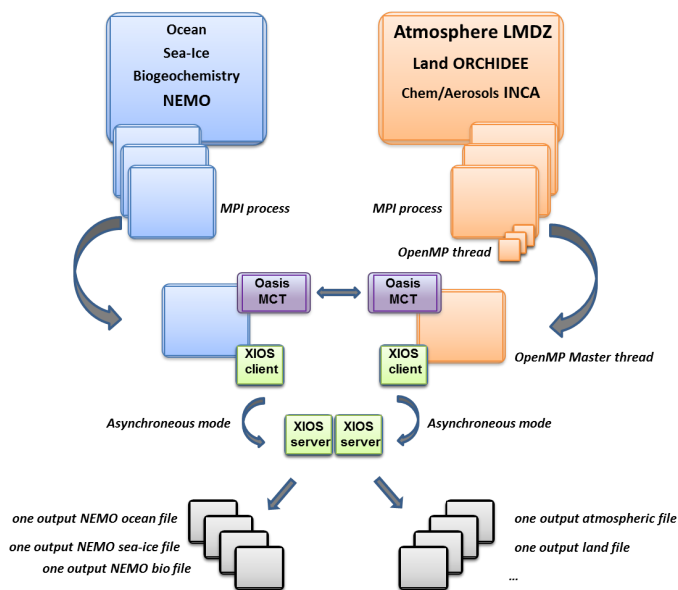 Ocean
Sea-Ice
Biogeochemistry
NEMO
Atmosphere LMDZ
Land ORCHIDEE
Chem/Aerosols INCA
MPI process
MPI process
OpenMP thread
Oasis
MCT
Oasis
MCT
XIOS
client
XIOS
client
OpenMP Master thread
Asynchroneous mode
XIOS
server
XIOS
server
Asynchroneous mode
one output NEMO ocean file
one output NEMO sea-ice file
one output NEMO bio file
one output atmospheric file
one output land file
...